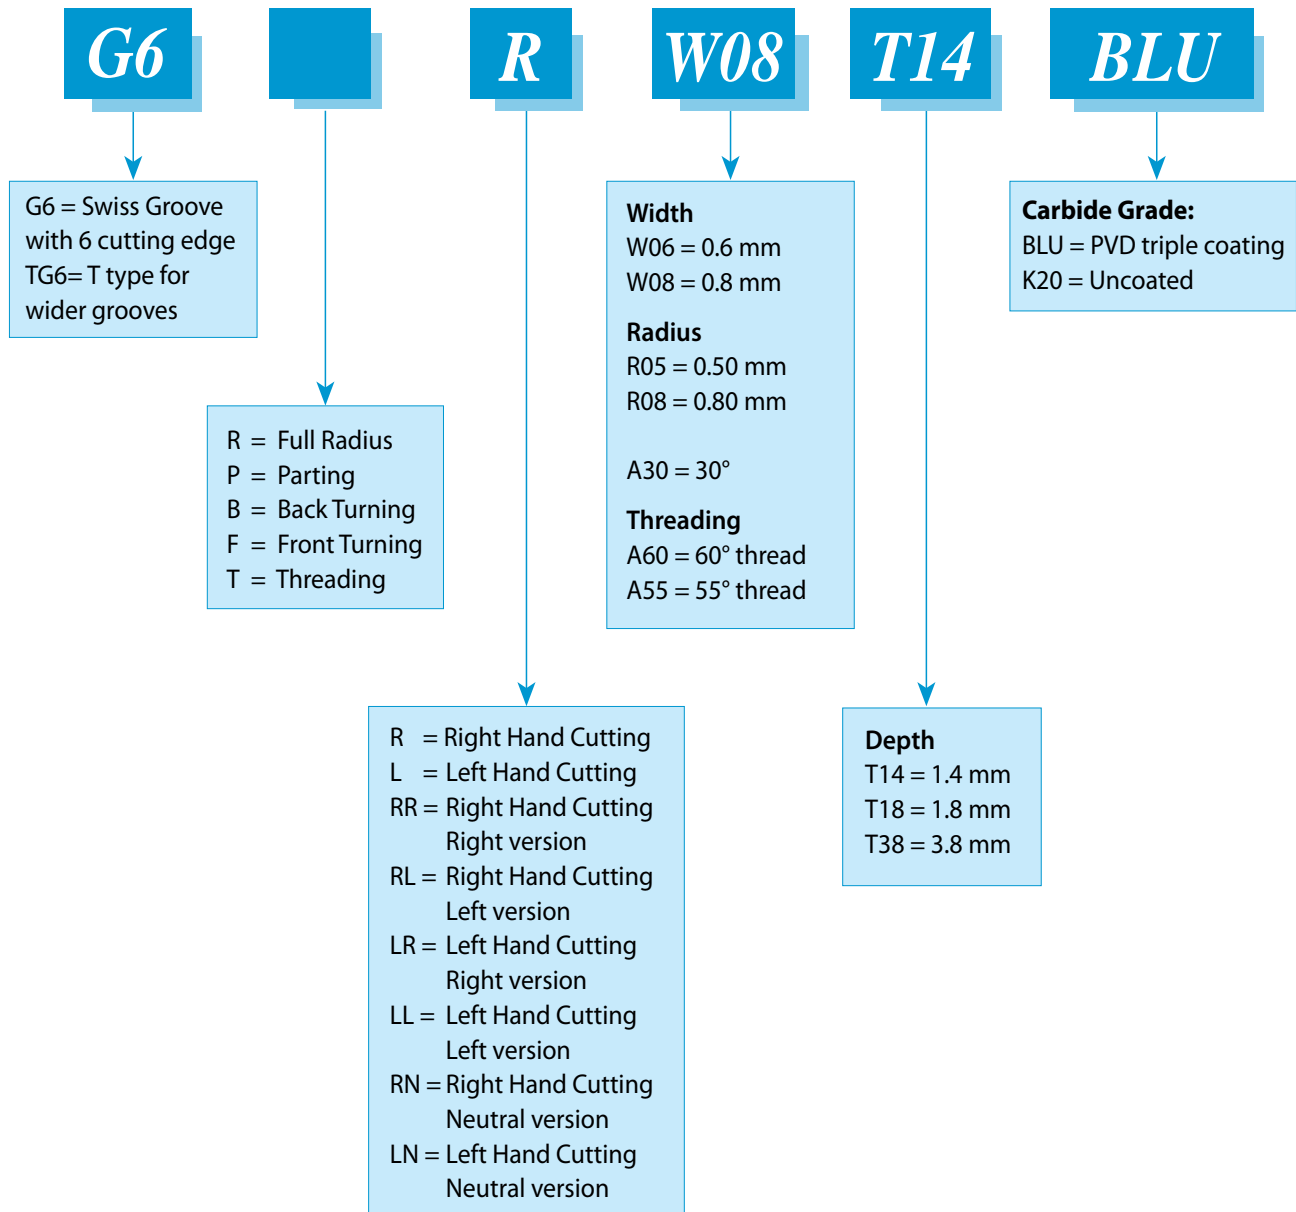 G6 R W08 T14 BLU
G6 = Swiss Groove
with 6 cutting edge
TG6= T type for
wider grooves
R = Full Radius
P = Parting
B = Back Turning
F = Front Turning
T = Threading
R = Right Hand Cutting
L = Left Hand Cutting
RR = Right Hand Cutting
Right version
RL = Right Hand Cutting
Left version
LR = Left Hand Cutting
Right version
LL = Left Hand Cutting
Left version
RN = Right Hand Cutting
Neutral version
LN = Left Hand Cutting
Neutral version
Width
W06 = 0.6 mm
W08 = 0.8 mm
Radius
R05 = 0.50 mm
R08 = 0.80 mm
A30 = 30°
Threading
A60 = 60° thread
A55 = 55° thread
Depth
T14 = 1.4 mm
T18 = 1.8 mm
T38 = 3.8 mm
Carbide Grade:
BLU = PVD triple coating
K20 = Uncoated